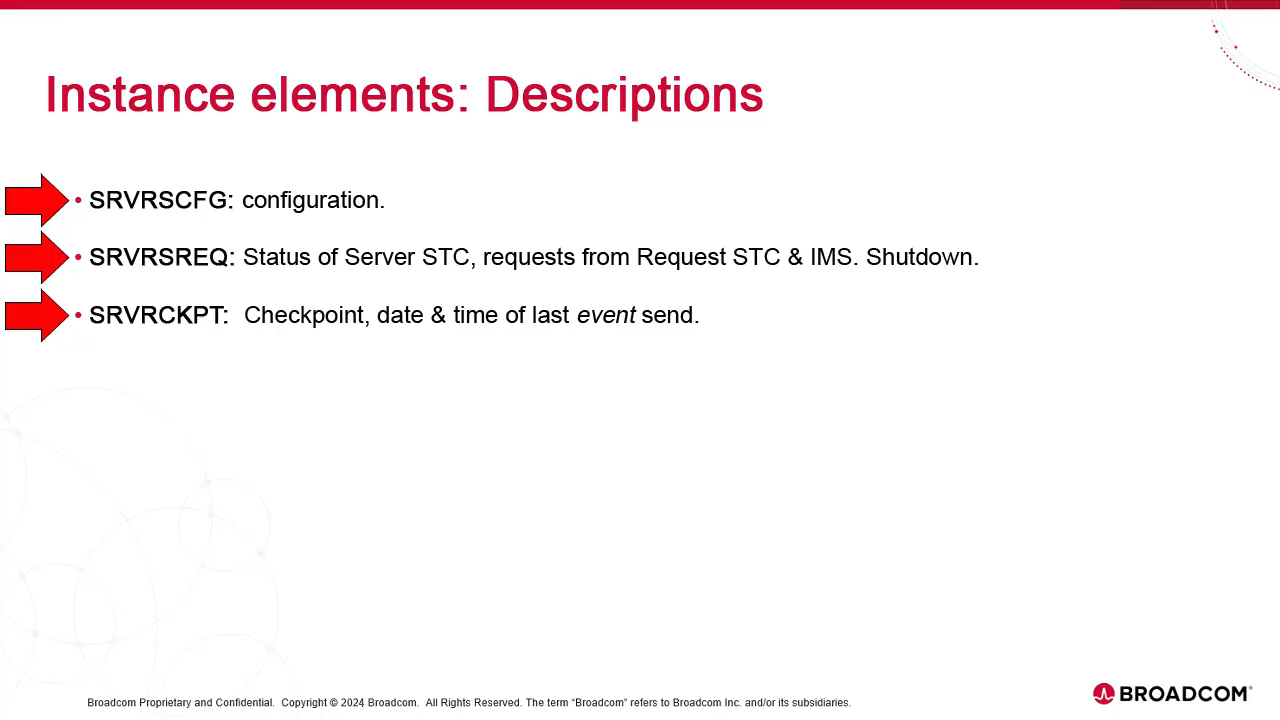 Instance elements: Descriptions
• SRVRSCFG: configuration.
• SRVRSREQ: Status of Server STC, requests from Request STC & IMS. Shutdown.
• SRVRCKPT: Checkpoint, date & time of last event send.
Broadcom Proprietary and Confidential. Copyright © 2024 Broadcom. All Rights Reserved. The term “Broadcom” refers to Broadcom Inc. and/or its subsidiaries.
BROADCOM®